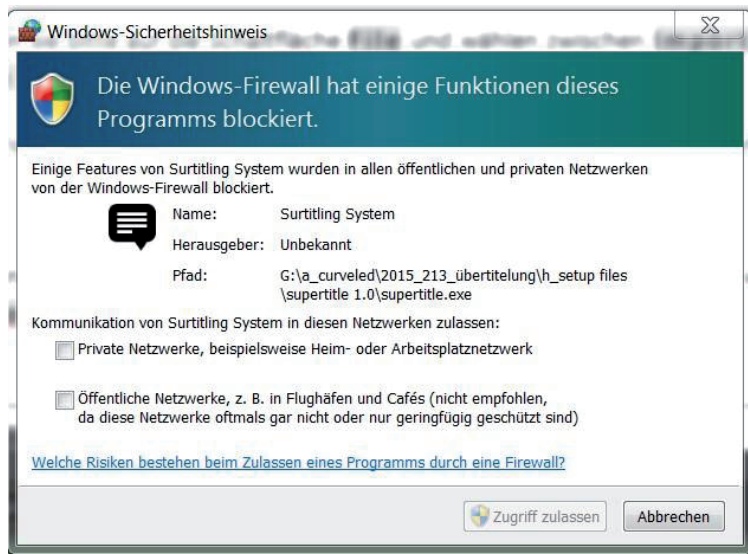 Windows-Sicherheitshinweis
File und wählen zwischen
Die Windows-Firewall hat einige Funktionen dieses
Programms blockiert.
Einige Features von Surtitling System wurden in allen öffentlichen und privaten Netzwerken
von der Windows-Firewall blockiert.
Name: Surtitling System
Herausgeber: Unbekannt
Pfad: G:\a_curveled\2015_213_übertitelung\h_setup files
\supertitle 1.0\supertitle.exe
Kommunikation von Surtitling System in diesen Netzwerken zulassen:
Private Netzwerke, beispielsweise Heim- oder Arbeitsplatznetzwerk
Öffentliche Netzwerke, z. B. in Flughäfen und Cafés (nicht empfohlen,
da diese Netzwerke oftmals gar nicht oder nur geringfügig geschützt sind)
Welche Risiken bestehen beim Zulassen eines Programms durch eine Firewall?
Zugriff zulassen Abbrechen